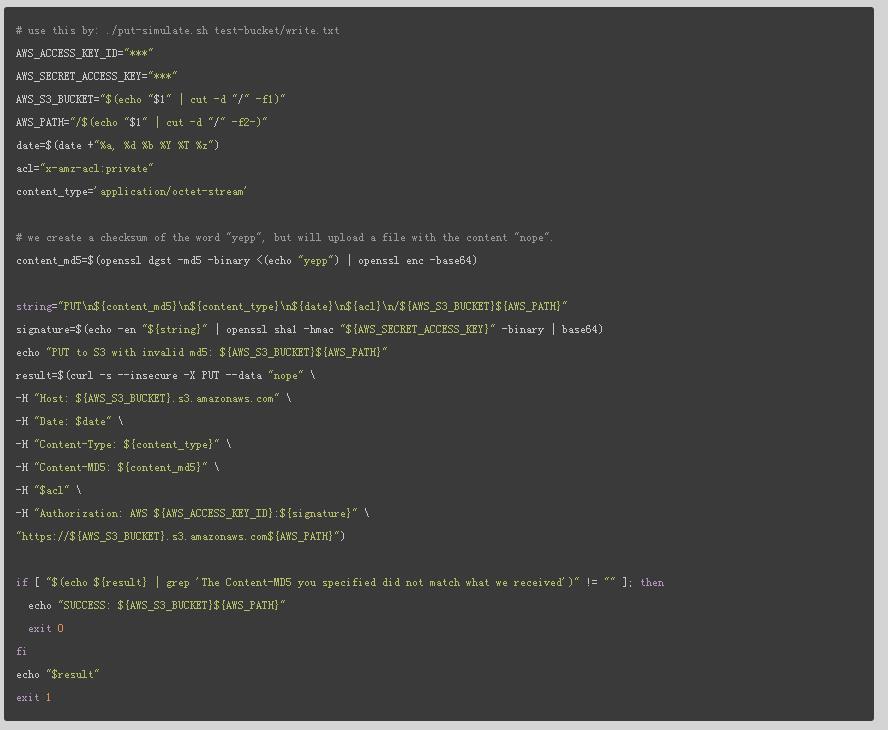 # use this by: ./put-simulate.sh test-bucket/write.txt
AWS_ACCESS_KEY_ID="***"
AWS_SECRET_ACCESS_KEY="***"
AWS_S3_BUCKET="$(echo "$1" | cut -d "/" -f1)"
AWS_PATH="/$(echo "$1" | cut -d "/" -f2-)"
date=$(date +"%a, %d %b %Y %T %z")
acl="x-amz-acl:private"
content_type='application/octet-stream'
# we create a checksum of the word "yepp", but will upload a file with the content "nope".
content_md5=$(openssl dgst -md5 -binary <(echo "yepp") | openssl enc -base64)
string="PUT\n${content_md5}\n${content_type}\n${date}\n${acl}\n/${AWS_S3_BUCKET}${AWS_PATH}"
signature=$(echo -en "${string}" | openssl sha1 -hmac "${AWS_SECRET_ACCESS_KEY}" -binary | base64)
echo "PUT to S3 with invalid md5: ${AWS_S3_BUCKET}${AWS_PATH}"
result=$(curl -s --insecure -X PUT --data "nope" \
-H "Host: ${AWS_S3_BUCKET}.s3.amazonaws.com" \
-H "Date: $date" \
-H "Content-Type: ${content_type}" \
-H "Content-MD5: ${content_md5}" \
-H "$acl" \
-H "Authorization: AWS ${AWS_ACCESS_KEY_ID}:${signature}" \
"https://${AWS_S3_BUCKET}.s3.amazonaws.com${AWS_PATH}")
if [ "$(echo ${result} | grep 'The Content-MD5 you specified did not match what we received')" != "" ]; then
  echo "SUCCESS: ${AWS_S3_BUCKET}${AWS_PATH}"
  exit 0
fi
echo "$result"
exit 1